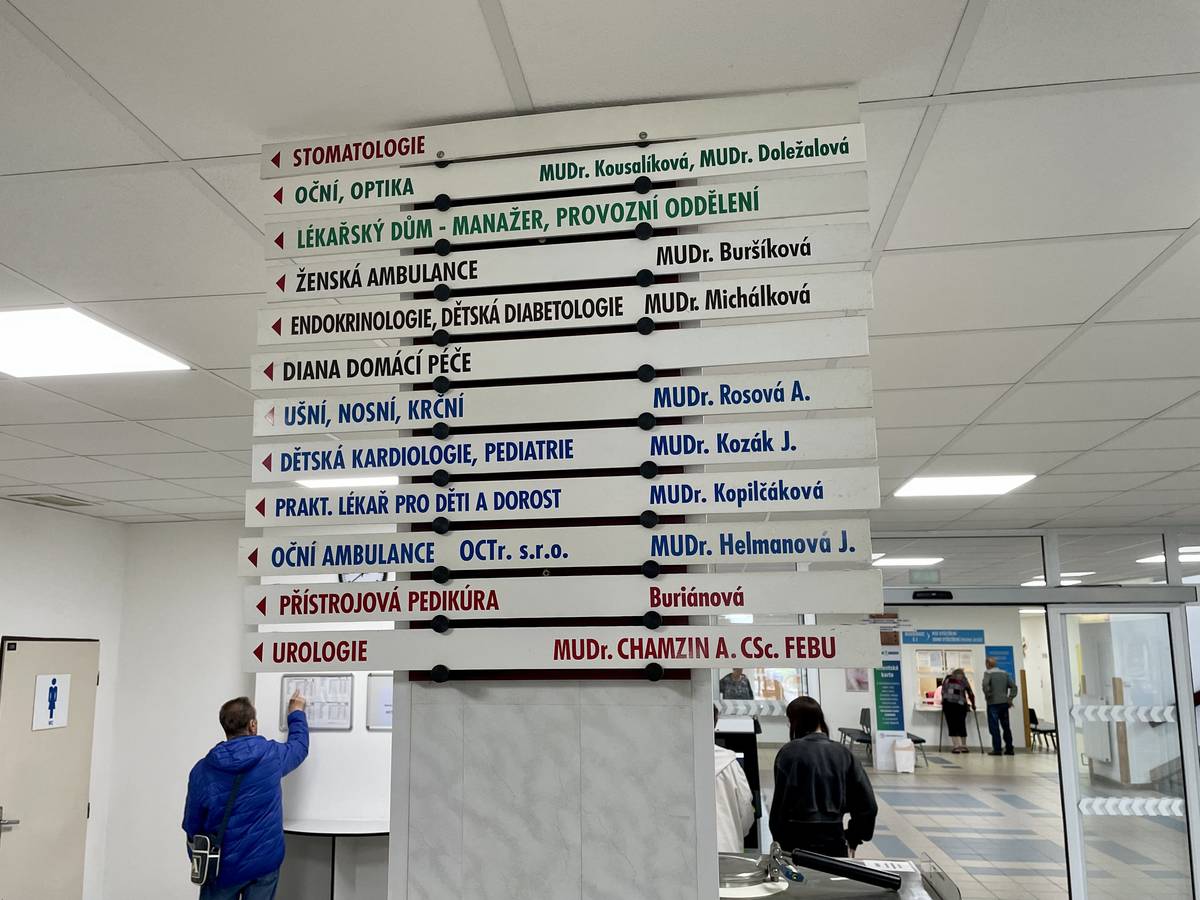 STOMATOLOGIE
OČNÍ, OPTIKA MUDr. Kousalíková, MUDr. Doležalová
LÉKAŘSKÝ DŮM - MANAŽER, PROVOZNÍ ODDĚLENÍ
ŽENSKÁ AMBULANCE MUDr. Buršíková
ENDOKRINOLOGIE, DĚTSKÁ DIABETOLOGIE MUDr. Michálková
DIANA DOMÁCÍ PÉČE
UŠNÍ, NOSNÍ, KRČNÍ MUDr. Rosová A.
DĚTSKÁ KARDIOLOGIE, PEDIATRIE MUDr. Kozák J.
PRAKT. LÉKAŘ PRO DĚTI A DOROST MUDr. Kopilčáková
OČNÍ AMBULANCE OCTr. s.r.o. MUDr. Helmanová J.
PŘÍSTROJOVÁ PEDIKÚRA Buriánová
UROLOGIE MUDr. CHAMZIN A. CSc. FEBU
WC